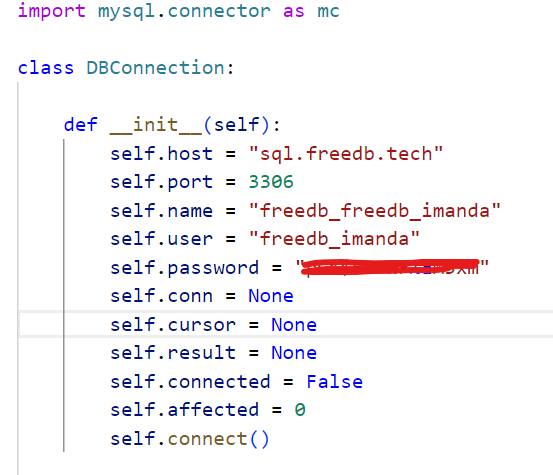 import mysql.connector as mc
class DBConnection:
def __init__(self):
self.host = "sql.freedb.tech"
self.port = 3306
self.name = "freedb_freedb_imanda"
self.user = "freedb_imanda"
self.password = "
self.conn = None
self.cursor = None
self.result = None
self.connected = False
self.affected = 0
self.connect()